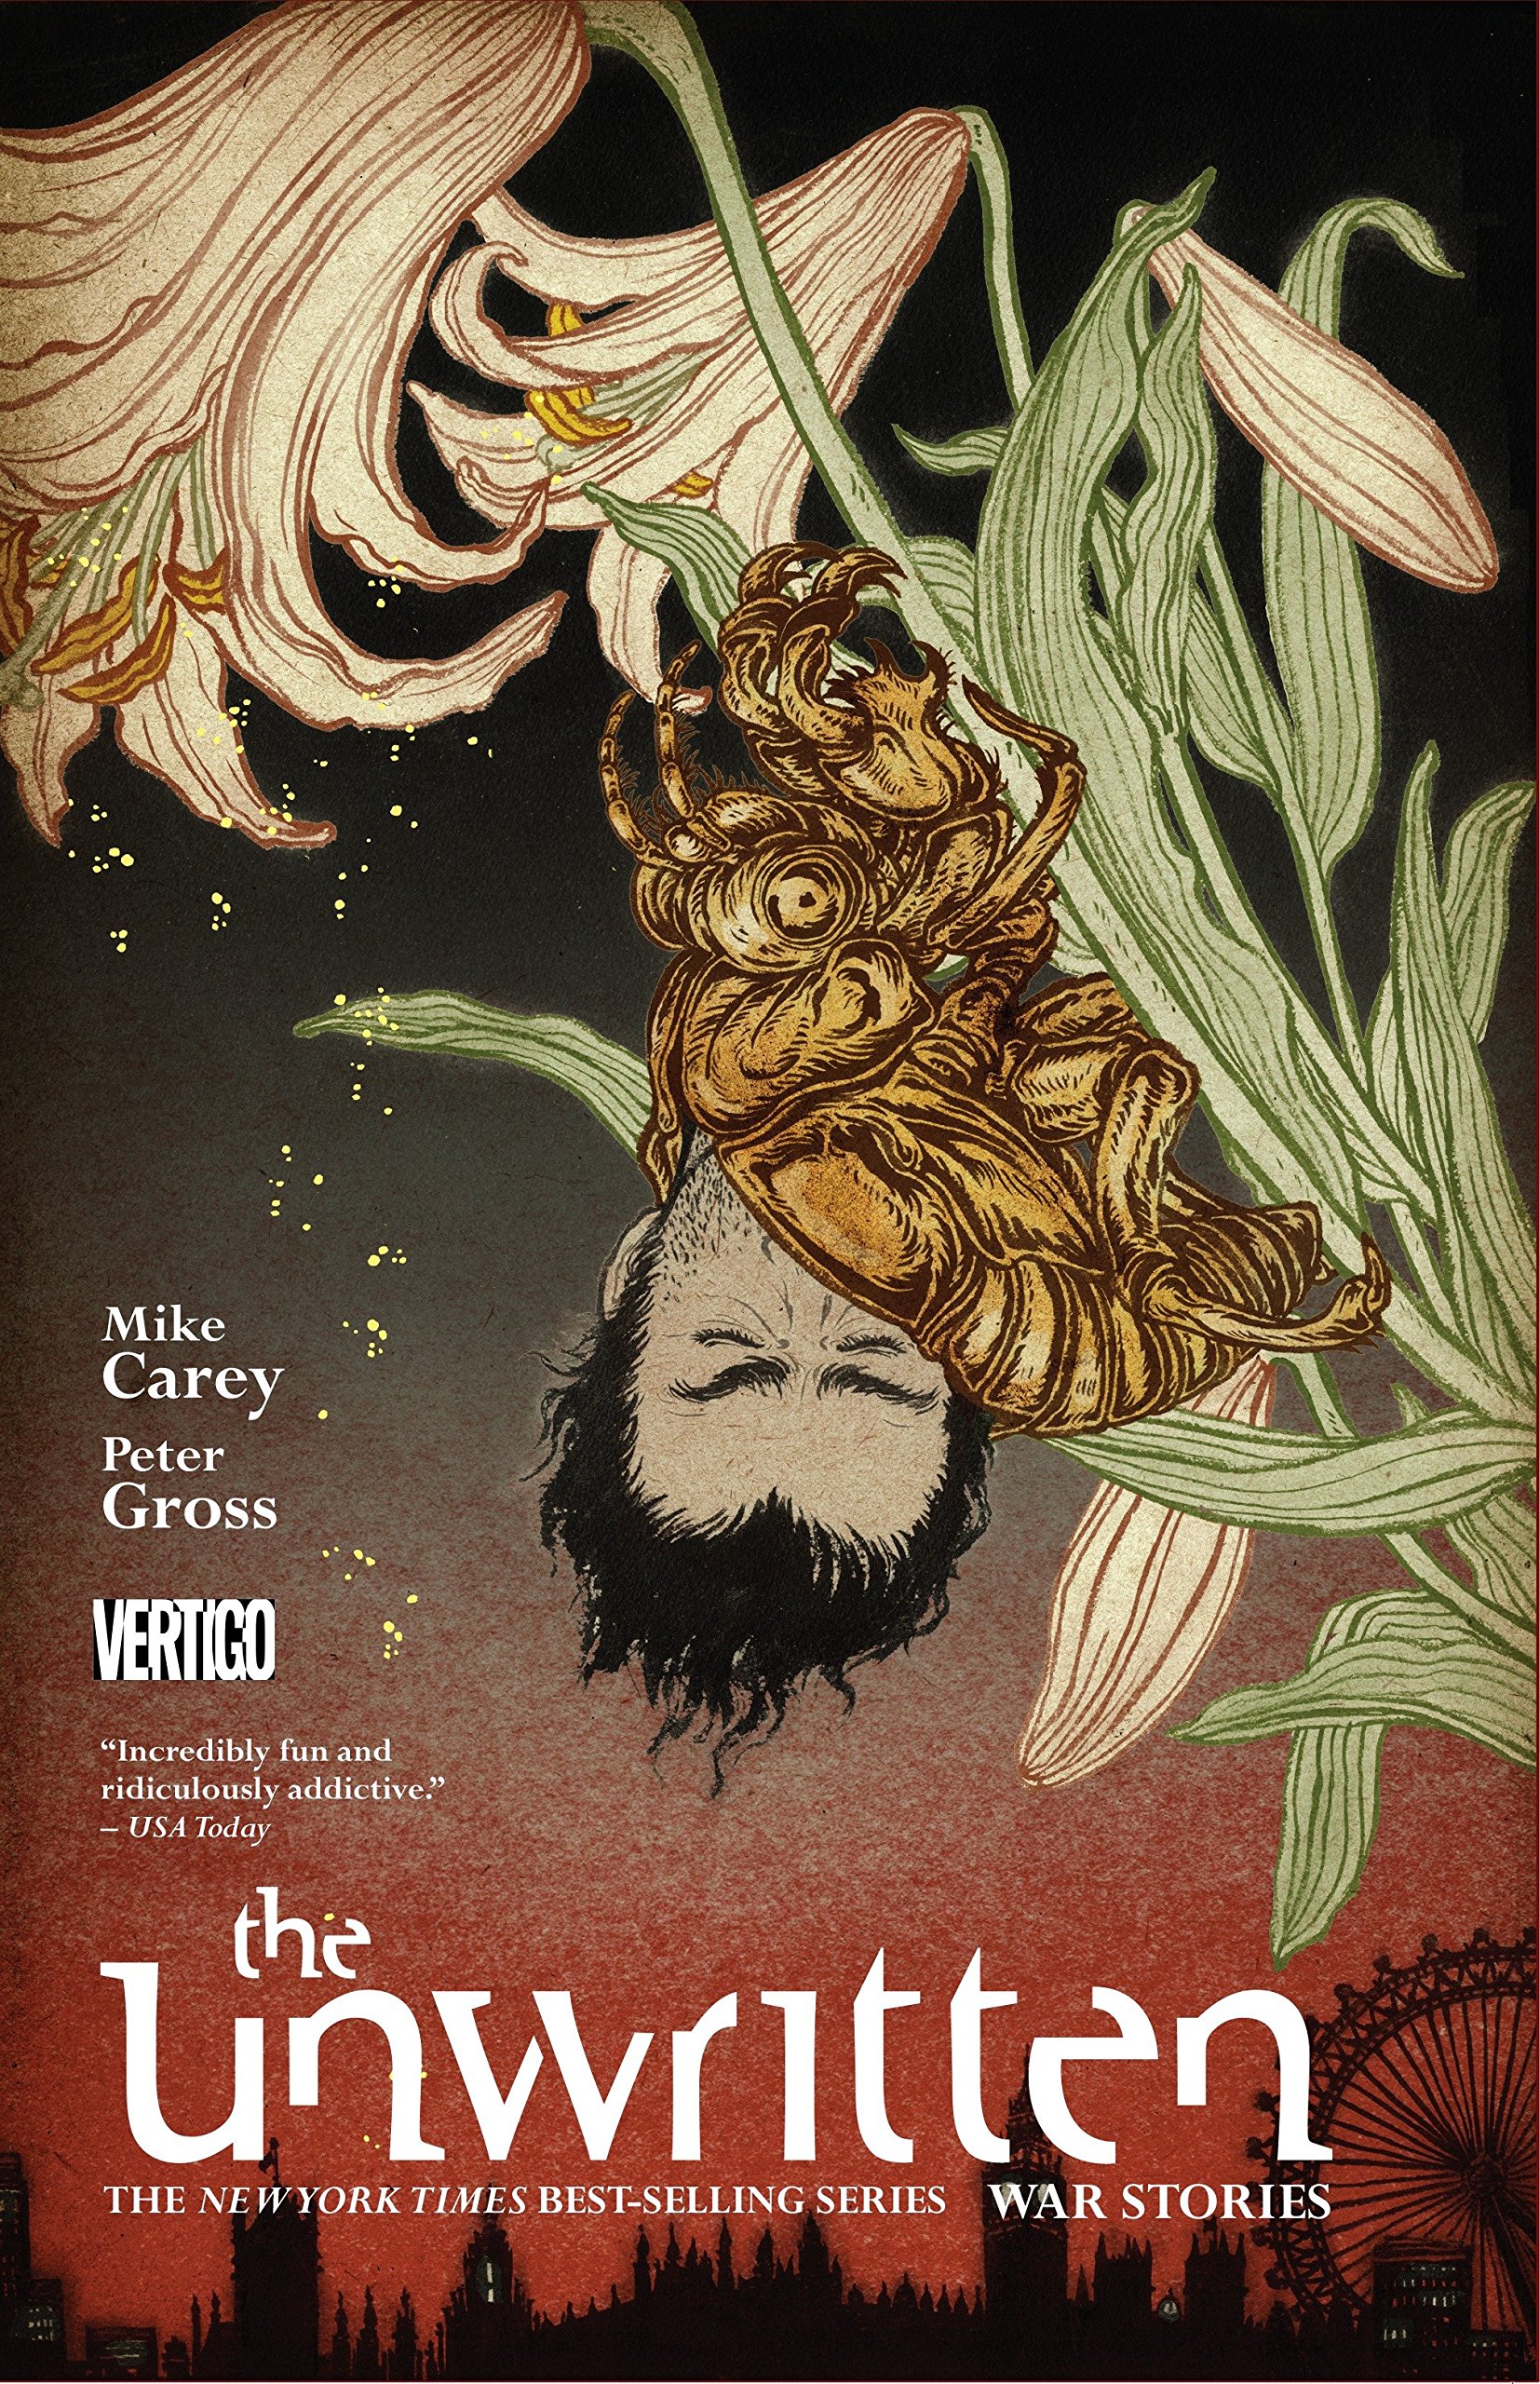 Mike
Carey
Peter
Gross
VERTIGO
“Incredibly fun and
ridiculously addictive.”
– USA Today
the
unwritten
THE NEW YORK TIMES BEST-SELLING SERIES WAR STORIES